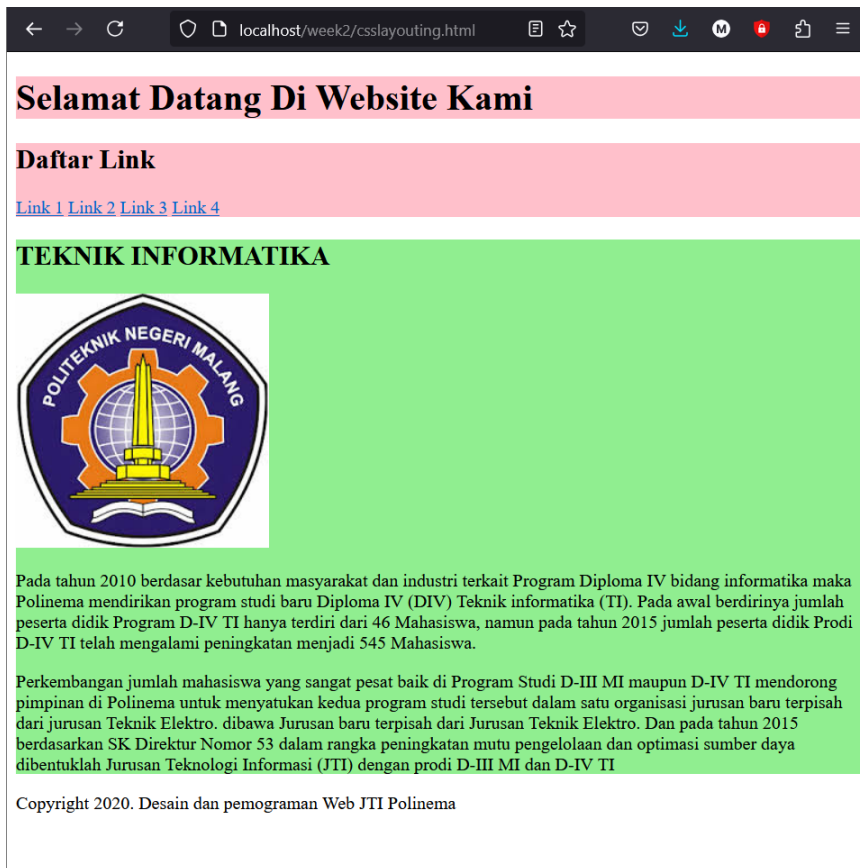 localhost/week2/csslayouting.html
M
Selamat Datang Di Website Kami
Daftar Link
Link 1 Link 2 Link 3 Link 4
TEKNIK INFORMATIKA
POLITEKNIK NEGERI MALANG
Pada tahun 2010 berdasar kebutuhan masyarakat dan industri terkait Program Diploma IV bidang informatika maka
Polinema mendirikan program studi baru Diploma IV (DIV) Teknik informatika (TI). Pada awal berdirinya jumlah
peserta didik Program D-IV TI hanya terdiri dari 46 Mahasiswa, namun pada tahun 2015 jumlah peserta didik Prodi
D-IV TI telah mengalami peningkatan menjadi 545 Mahasiswa.
Perkembangan jumlah mahasiswa yang sangat pesat baik di Program Studi D-III MI maupun D-IV TI mendorong
pimpinan di Polinema untuk menyatukan kedua program studi tersebut dalam satu organisasi jurusan baru terpisah
dari jurusan Teknik Elektro. dibawa Jurusan baru terpisah dari Jurusan Teknik Elektro. Dan pada tahun 2015
berdasarkan SK Direktur Nomor 53 dalam rangka peningkatan mutu pengelolaan dan optimasi sumber daya
dibentuklah Jurusan Teknologi Informasi (JTI) dengan prodi D-III MI dan D-IV TI
Copyright 2020. Desain dan pemograman Web JTI Polinema